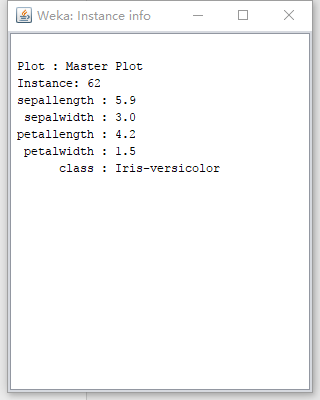 Weka: Instance info
Plot : Master Plot
Instance: 62
sepallength : 5.9
sepalwidth : 3.0
petallength : 4.2
petalwidth : 1.5
class : Iris-versicolor